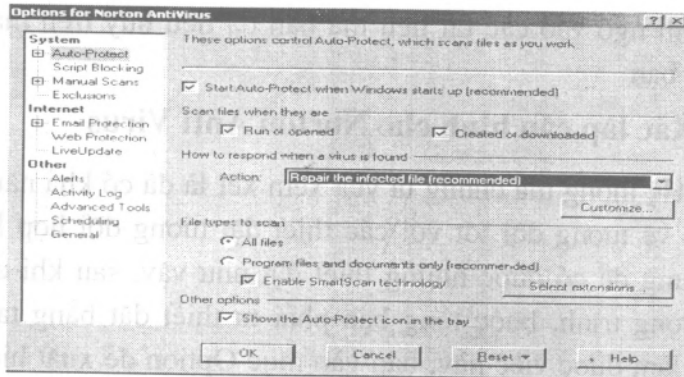 Options for Norton AntiVirus
System
Auto-Protect
Script Blocking
Manual Scans
Exclusions
Internet
Email Protection
Web Protection
LiveUpdate
Other
Alerts
Activity Log
Advanced Tools
Scheduling
General
These options control Auto-Protect, which scans files as you work
Start Auto-Protect when Windows starts up (recommended)
Scan files when they are
Run or opened
Created or downloaded
How to respond when a virus is found
Action:
Repair the infected file (recommended)
Customize...
File types to scan
All files
Program files and documents only (recommended)
Enable SmartScan technology
Select extensions...
Other options
Show the Auto-Protect icon in the tray
OK
Cancel
Reset
Help